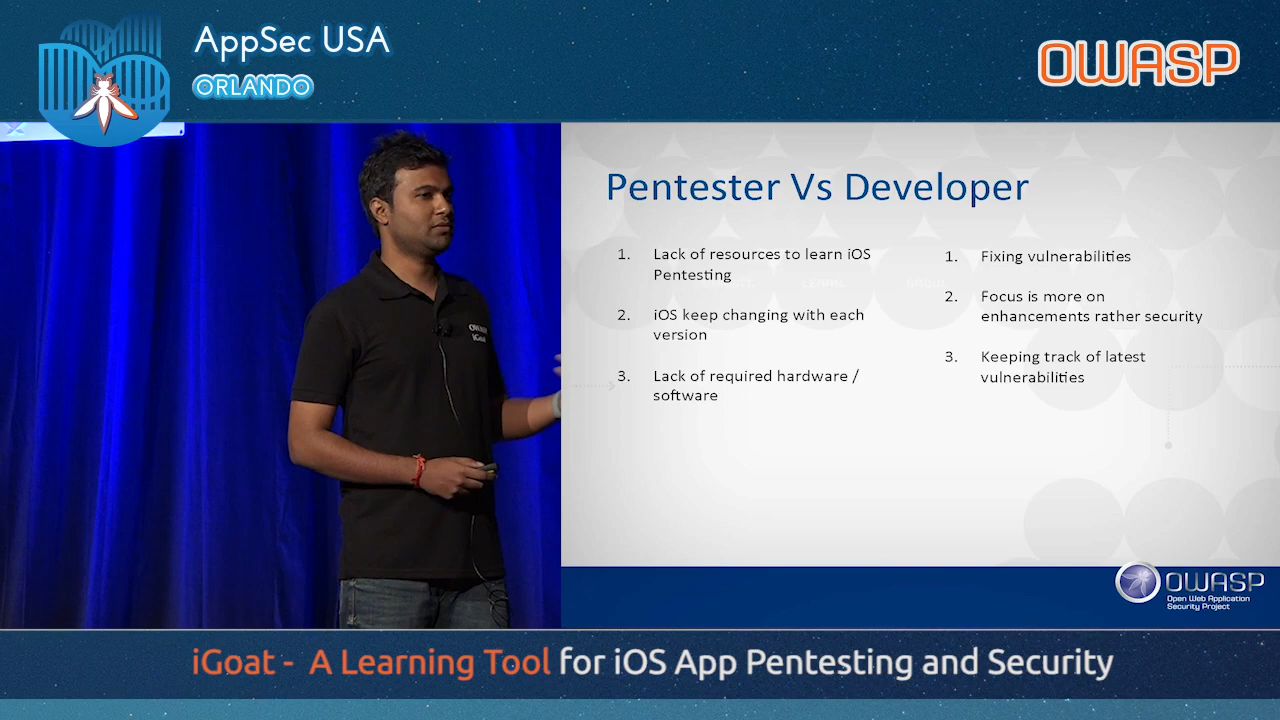 AppSec USA
ORLANDO
OWASP
Pentester Vs Developer
1. Lack of resources to learn iOS
Pentesting
2. iOS keep changing with each
version
3. Lack of required hardware /
software
1. Fixing vulnerabilities
2. Focus is more on
enhancements rather security
3. Keeping track of latest
vulnerabilities
OWASP
iGoat
OWASP
Open Web Application
Security Project
iGoat - A Learning Tool for iOS App Pentesting and Security